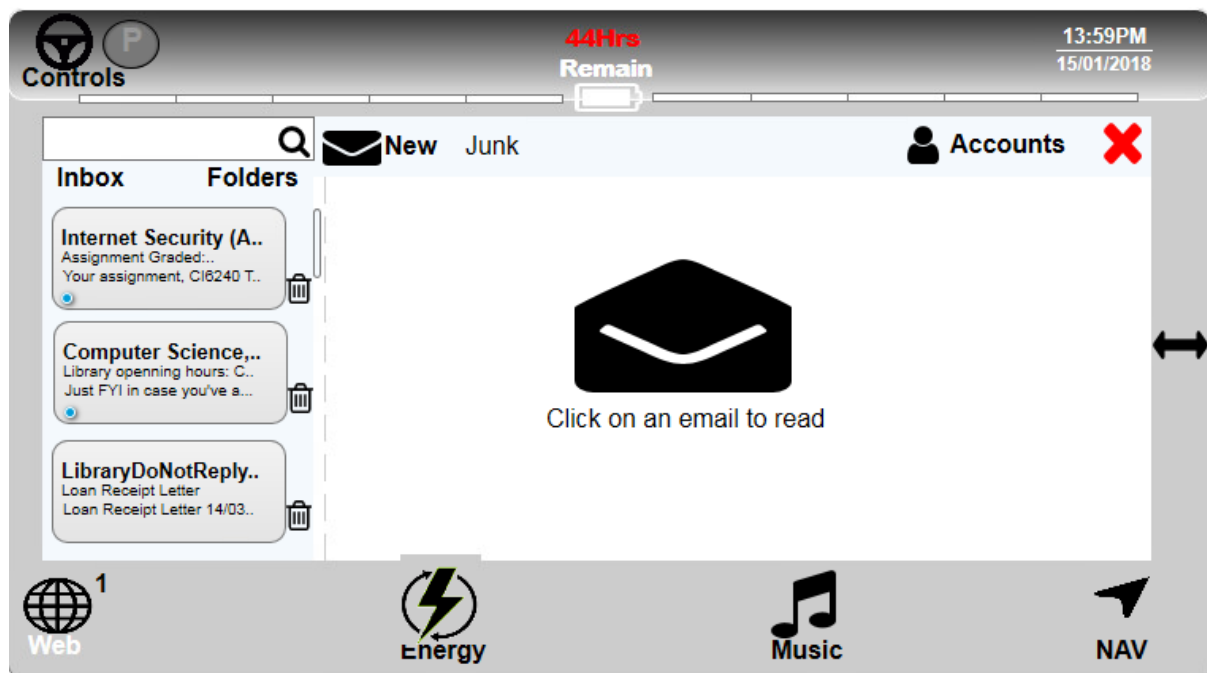 P
Controls
44Hrs
Remain
13:59PM
15/01/2018
New Junk
Accounts
Inbox Folders
Internet Security (A..
Assignment Graded:..
Your assignment, CI6240 T..
Computer Science,..
Library openning hours: C..
Just FYI in case you've a...
LibraryDoNotReply..
Loan Receipt Letter
Loan Receipt Letter 14/03..
Click on an email to read
1
Web
Energy
Music
NAV